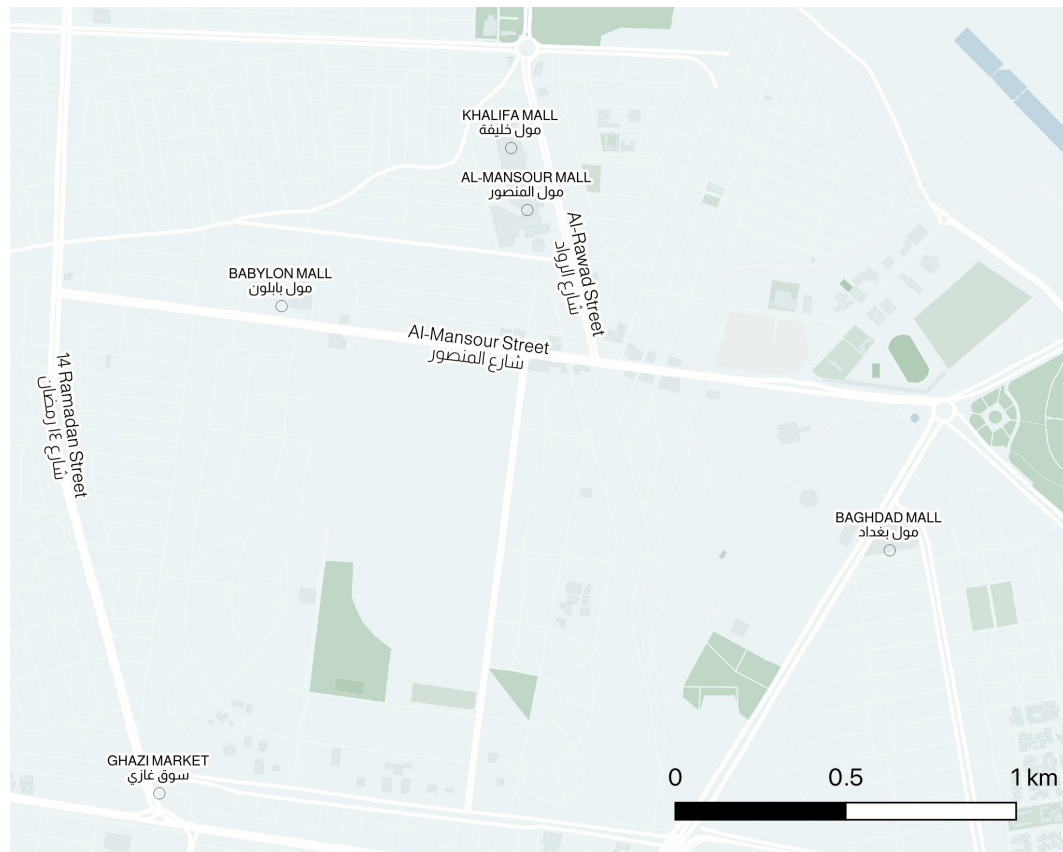 KHALIFA MALL
مول خليفة
AL-MANSOUR MALL
مول المنصور
Al-Rawad Street
شارع الرواد
BABYLON MALL
مول بابلون
Al-Mansour Street
شارع المنصور
14 Ramadan Street
شارع ١٤ رمضان
BAGHDAD MALL
مول بغداد
GHAZI MARKET
سوق غازي
0 0.5 1 km